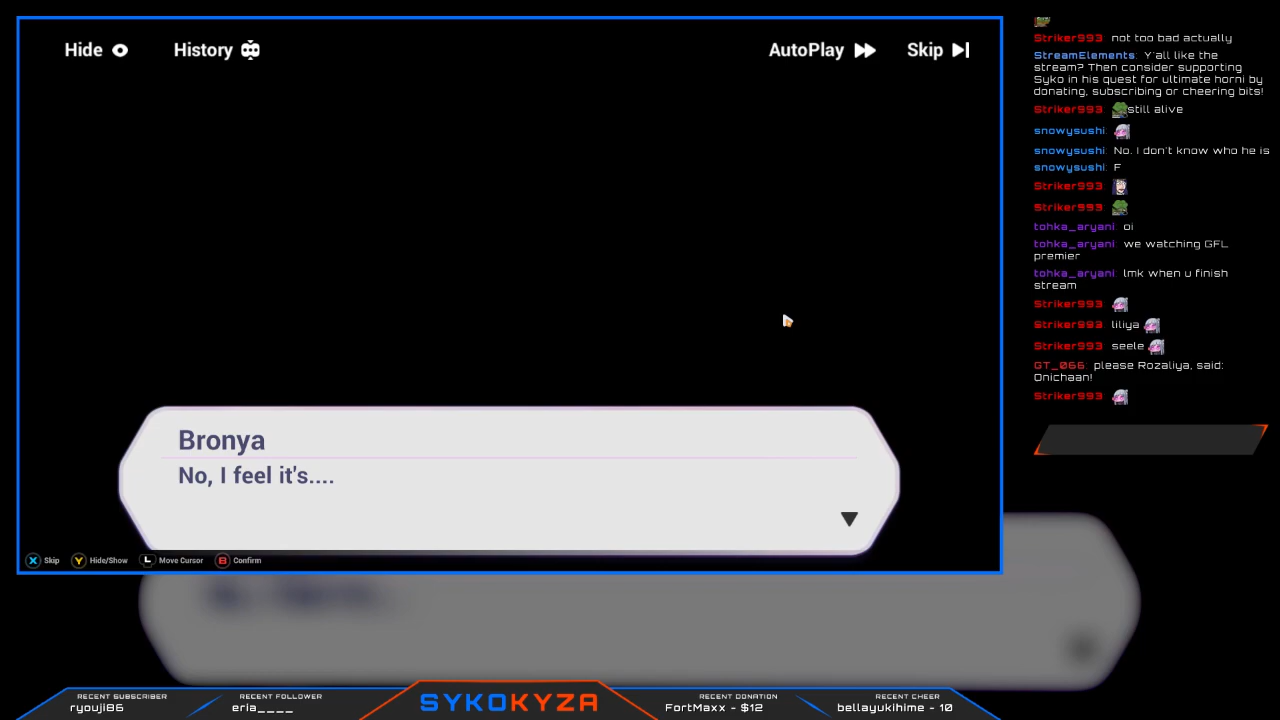 Hide
History
AutoPlay
Skip
Bronya
No, I feel it's....
X Skip
Y Hide/Show
L Move Cursor
B Confirm
Striker993 not too bad actually
StreamElements: Y'all like the
stream? Then consider supporting
Syko in his quest for ultimate horni by
donating, subscribing or cheering bits!
Striker993 still alive
snowysushi:
snowysushi: No. I don't know who he is
snowysushi: F
Striker993
Striker993
tohka_aryani: oi
tohka_aryani: we watching GFL
premier
tohka_aryani: lmk when u finish
stream
Striker993
Striker993 liliya
Striker993 seele
GT_066: please Rozaliya, said:
Onichaan!
Striker993
RECENT SUBSCRIBER
ryouji86
RECENT FOLLOWER
eria____
SYKOKYZA
RECENT DONATION
FortMaxx - $12
RECENT CHEER
bellayukihime - 10